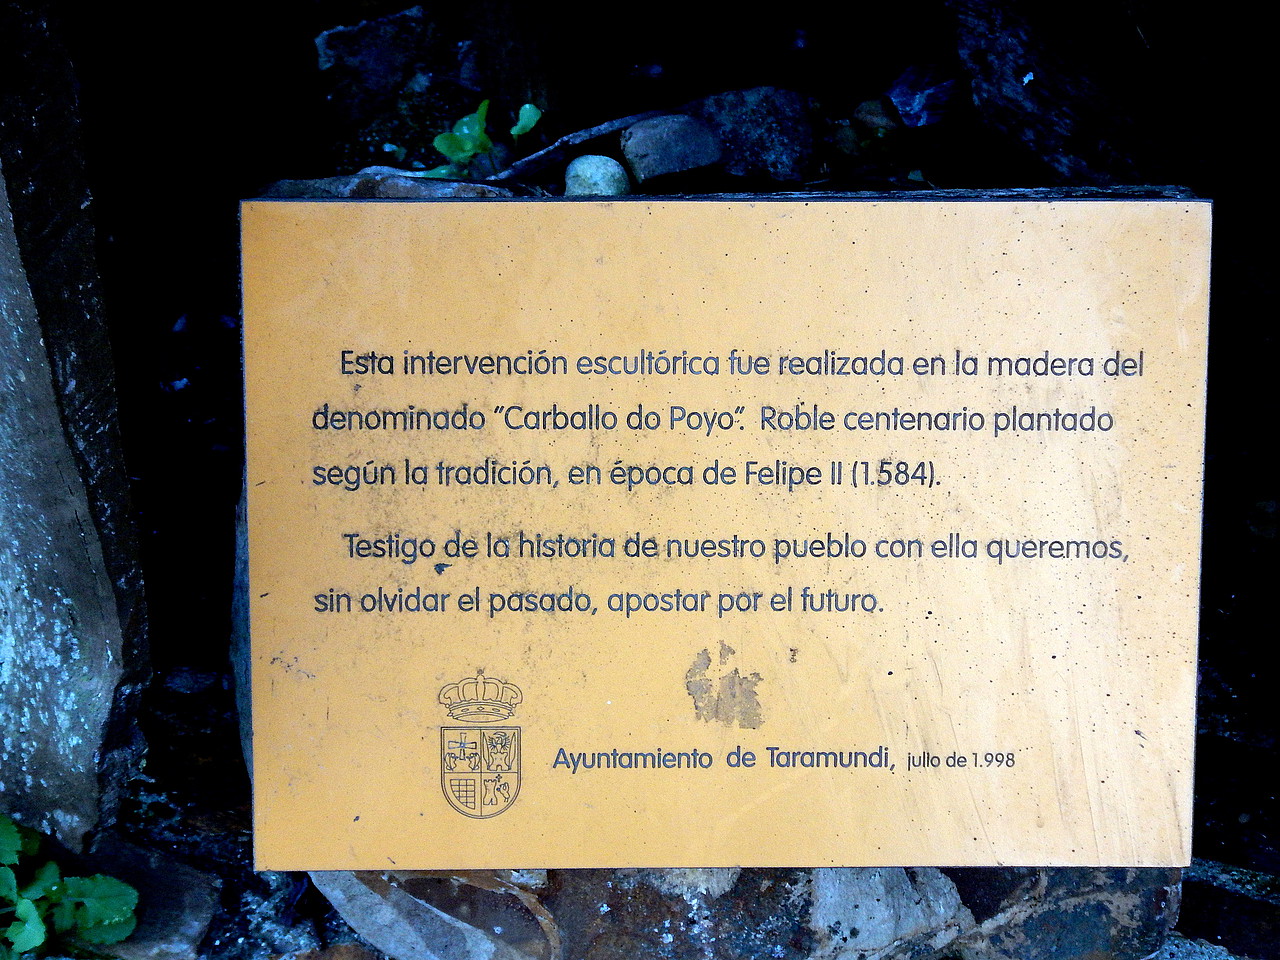 Esta intervención escultórica fue realizada en la madera del
denominado "Carballo do Poyo". Roble centenario plantado
según la tradición, en época de Felipe II (1.584).
Testigo de la historia de nuestro pueblo con ella queremos,
sin olvidar el pasado, apostar por el futuro.
Ayuntamiento de Taramundi, julio de 1.998